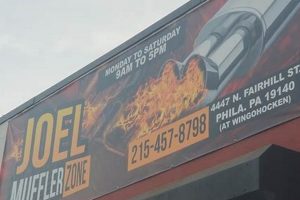 MONDAY TO SATURDAY
9AM TO 5PM
JOEL
MUFFLER ZONE
215-457-8798
4447 N. FAIRHILL ST.
PHILA. PA 19140
(AT WINGOHOCKEN)